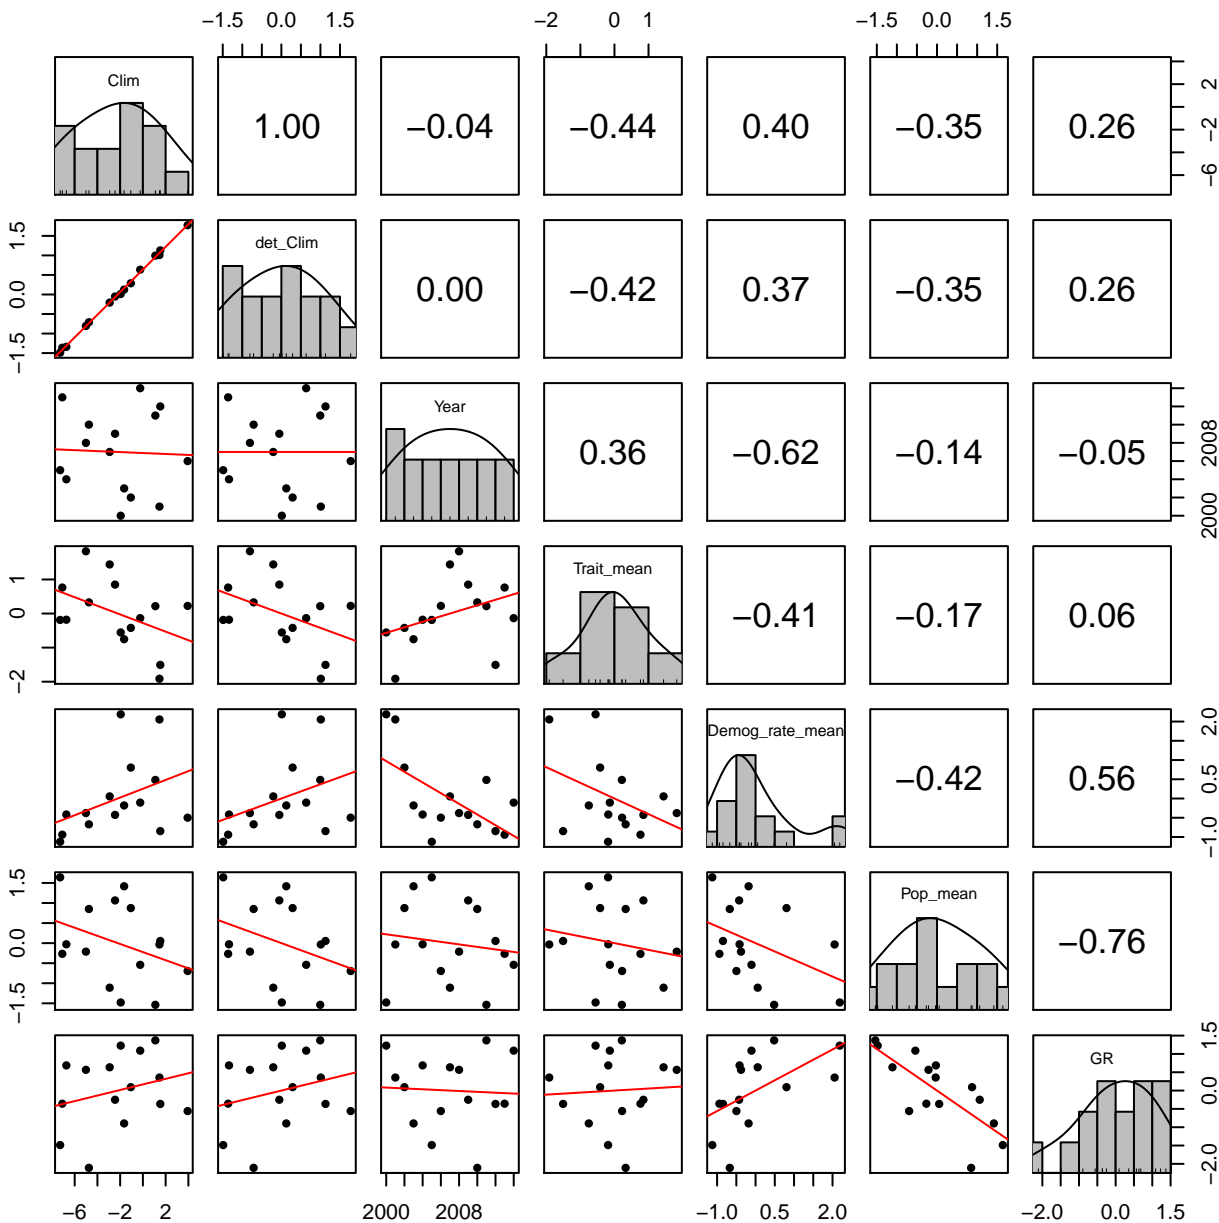 −1.5 0.0 1.5 −2 0 1 −1.5 0.0 1.5
Clim 1.00 −0.04 −0.44 0.40 −0.35 0.26 −6 −2 2
−1.5 0.0 1.5 det_Clim 0.00 −0.42 0.37 −0.35 0.26
Year 0.36 −0.62 −0.14 −0.05 2000 2008
−2 0 1 Trait_mean −0.41 −0.17 0.06
Demog_rate_mean −0.42 0.56 −1.0 0.5 2.0
−1.5 0.0 1.5 Pop_mean −0.76
GR −2.0 0.0 1.5
−6 −2 2 2000 2008 −1.0 0.5 2.0 −2.0 0.0 1.5